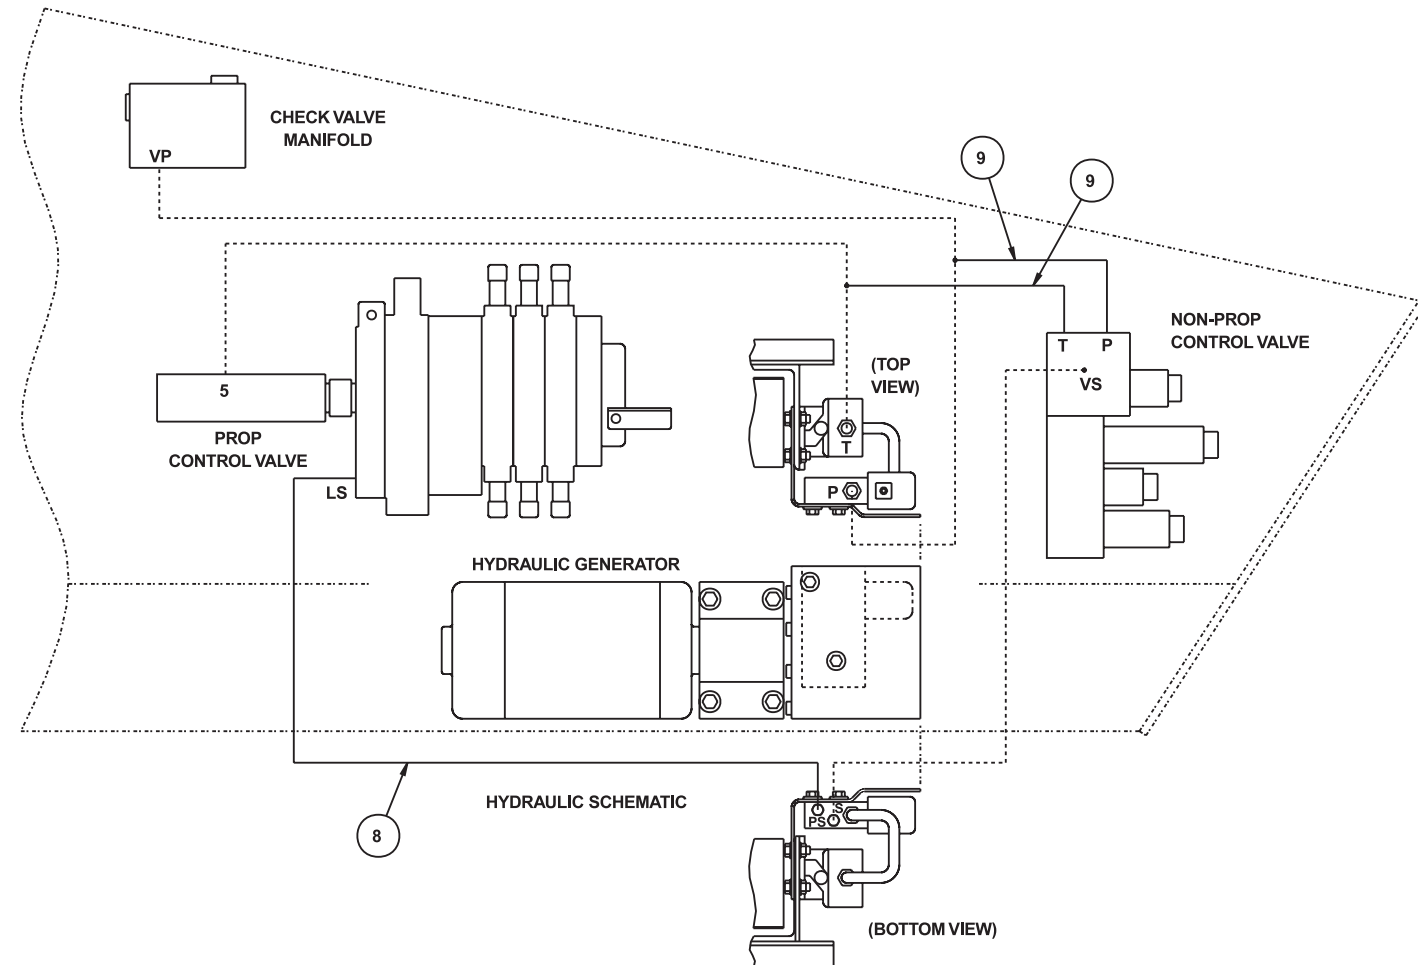 CHECK VALVE
MANIFOLD
VP
9
9
NON-PROP
CONTROL VALVE
T P
VS
(TOP
VIEW)
5
PROP
CONTROL VALVE
LS
T
P
HYDRAULIC GENERATOR
HYDRAULIC SCHEMATIC
8
S
PS
(BOTTOM VIEW)